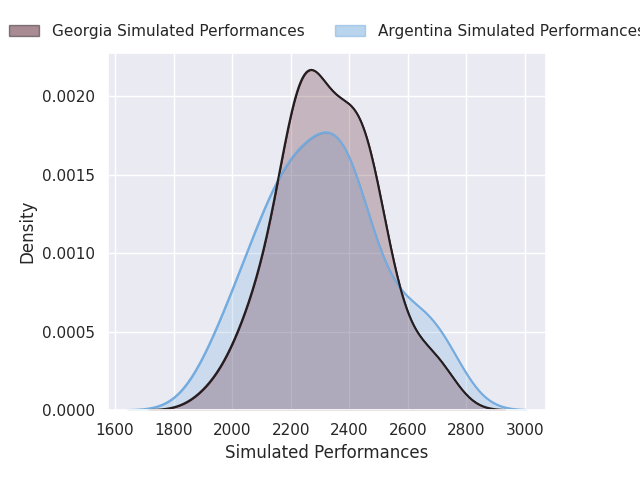 Georgia Simulated Performances
Argentina Simulated Performances
0.0020
0.0015
0.0010
0.0005
0.0000
Density
1600 1800 2000 2200 2400 2600 2800 3000
Simulated Performances